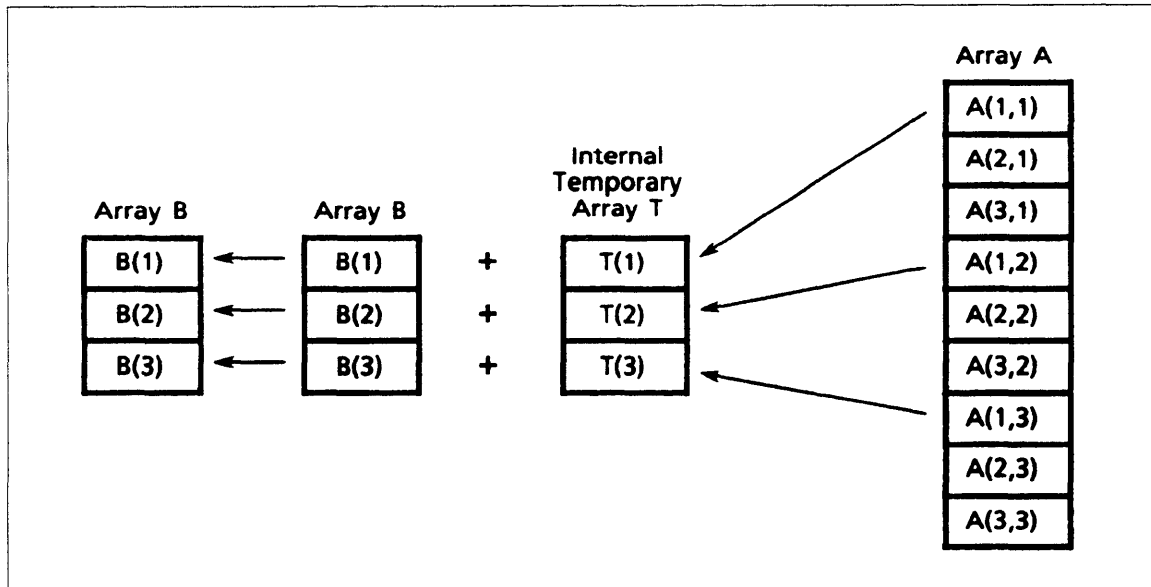 Array A
A(1,1)
A(2,1)
A(3,1)
A(1,2)
A(2,2)
A(3,2)
A(1,3)
A(2,3)
A(3,3)
Internal
Temporary
Array T
T(1)
T(2)
T(3)
Array B
B(1)
B(2)
B(3)
Array B
B(1)
B(2)
B(3)
+
+
+